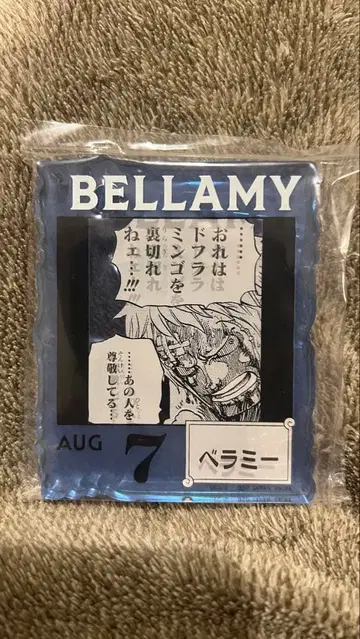 BELLAMY
……おれは
ドフラ
ミンゴを
裏切れ
ねェ…!!!
……あの人を
尊敬してる…
AUG
7
ベラミー